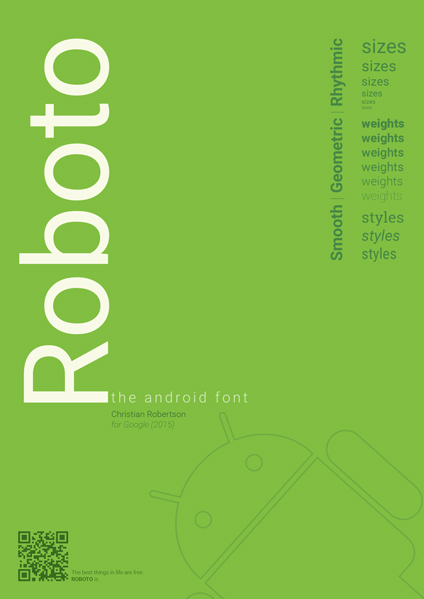 Roboto
the android font
Christian Robertson
for Google (2015)
Smooth | Geometric | Rhythmic
sizes
sizes
sizes
sizes
sizes
weights
weights
weights
weights
weights
weights
styles
styles
styles
The best things in life are free.
ROBOTO is.